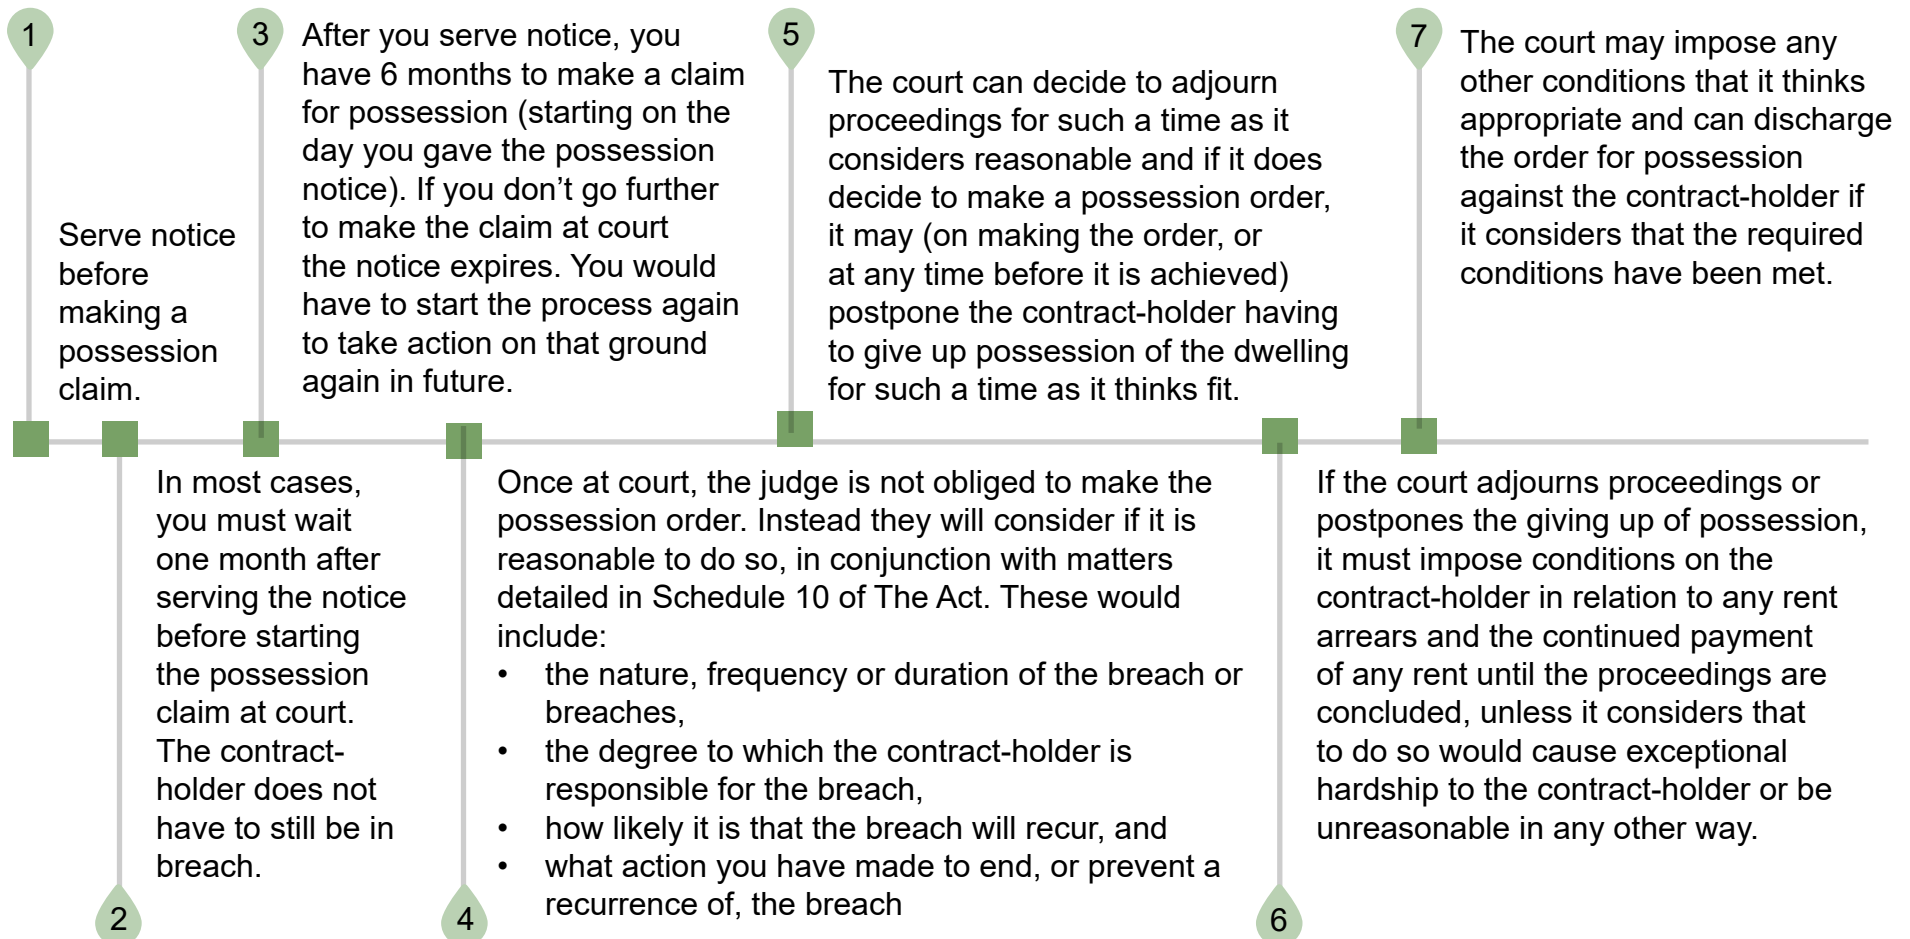 1
Serve notice
before
making a
possession
claim.
2
In most cases,
you must wait
one month after
serving the notice
before starting
the possession
claim at court.
The contract-
holder does not
have to still be in
breach.
3
After you serve notice, you
have 6 months to make a claim
for possession (starting on the
day you gave the possession
notice). If you don’t go further
to make the claim at court
the notice expires. You would
have to start the process again
to take action on that ground
again in future.
4
Once at court, the judge is not obliged to make the
possession order. Instead they will consider if it is
reasonable to do so, in conjunction with matters
detailed in Schedule 10 of The Act. These would
include:
• the nature, frequency or duration of the breach or
breaches,
• the degree to which the contract-holder is
responsible for the breach,
• how likely it is that the breach will recur, and
• what action you have made to end, or prevent a
recurrence of, the breach
5
The court can decide to adjourn
proceedings for such a time as it
considers reasonable and if it does
decide to make a possession order,
it may (on making the order, or
at any time before it is achieved)
postpone the contract-holder having
to give up possession of the dwelling
for such a time as it thinks fit.
6
If the court adjourns proceedings or
postpones the giving up of possession,
it must impose conditions on the
contract-holder in relation to any rent
arrears and the continued payment
of any rent until the proceedings are
concluded, unless it considers that
to do so would cause exceptional
hardship to the contract-holder or be
unreasonable in any other way.
7
The court may impose any
other conditions that it thinks
appropriate and can discharge
the order for possession
against the contract-holder if
it considers that the required
conditions have been met.